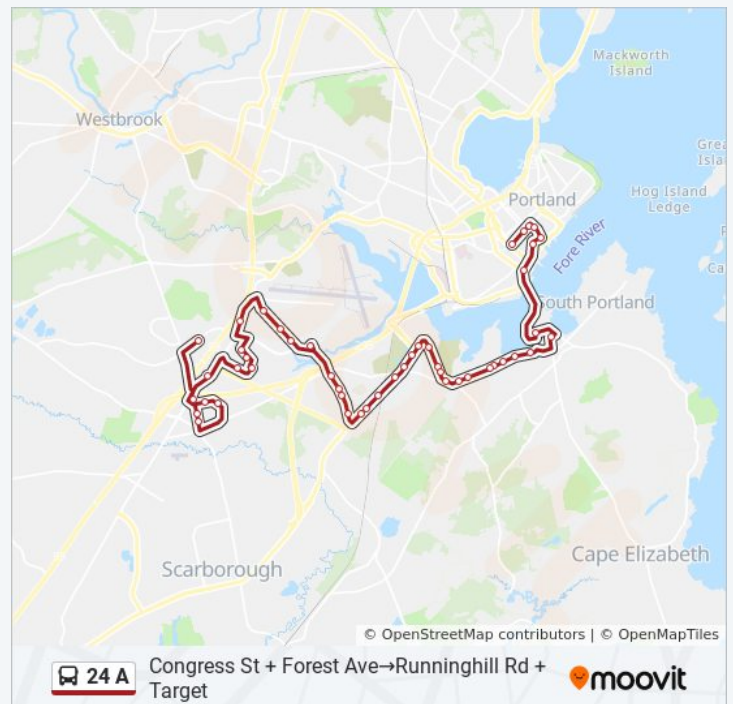 Mackworth
Island
Westbrook
Portland
Hog Island
Ledge
Fore River
South Portland
Cape Elizabeth
Scarborough
© OpenStreetMap contributors | © OpenMapTiles
24 A
Congress St + Forest Ave→Runninghill Rd +
Target
moovit